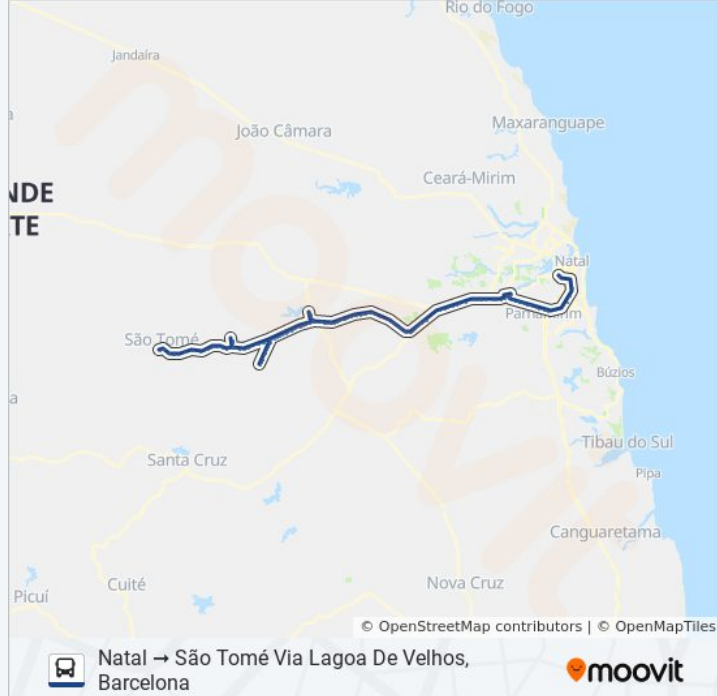 Rio do Fogo
Jandaíra
João Câmara
Maxaranguape
Ceará-Mirim
NDE
TE
Natal
Parnamirim
São Tomé
Búzios
a
Tibau do Sul
Santa Cruz
Pipa
Canguaretama
Cuité
Nova Cruz
Picuí
moovit
© OpenStreetMap contributors | © OpenMapTiles
Natal → São Tomé Via Lagoa De Velhos,
Barcelona
moovit